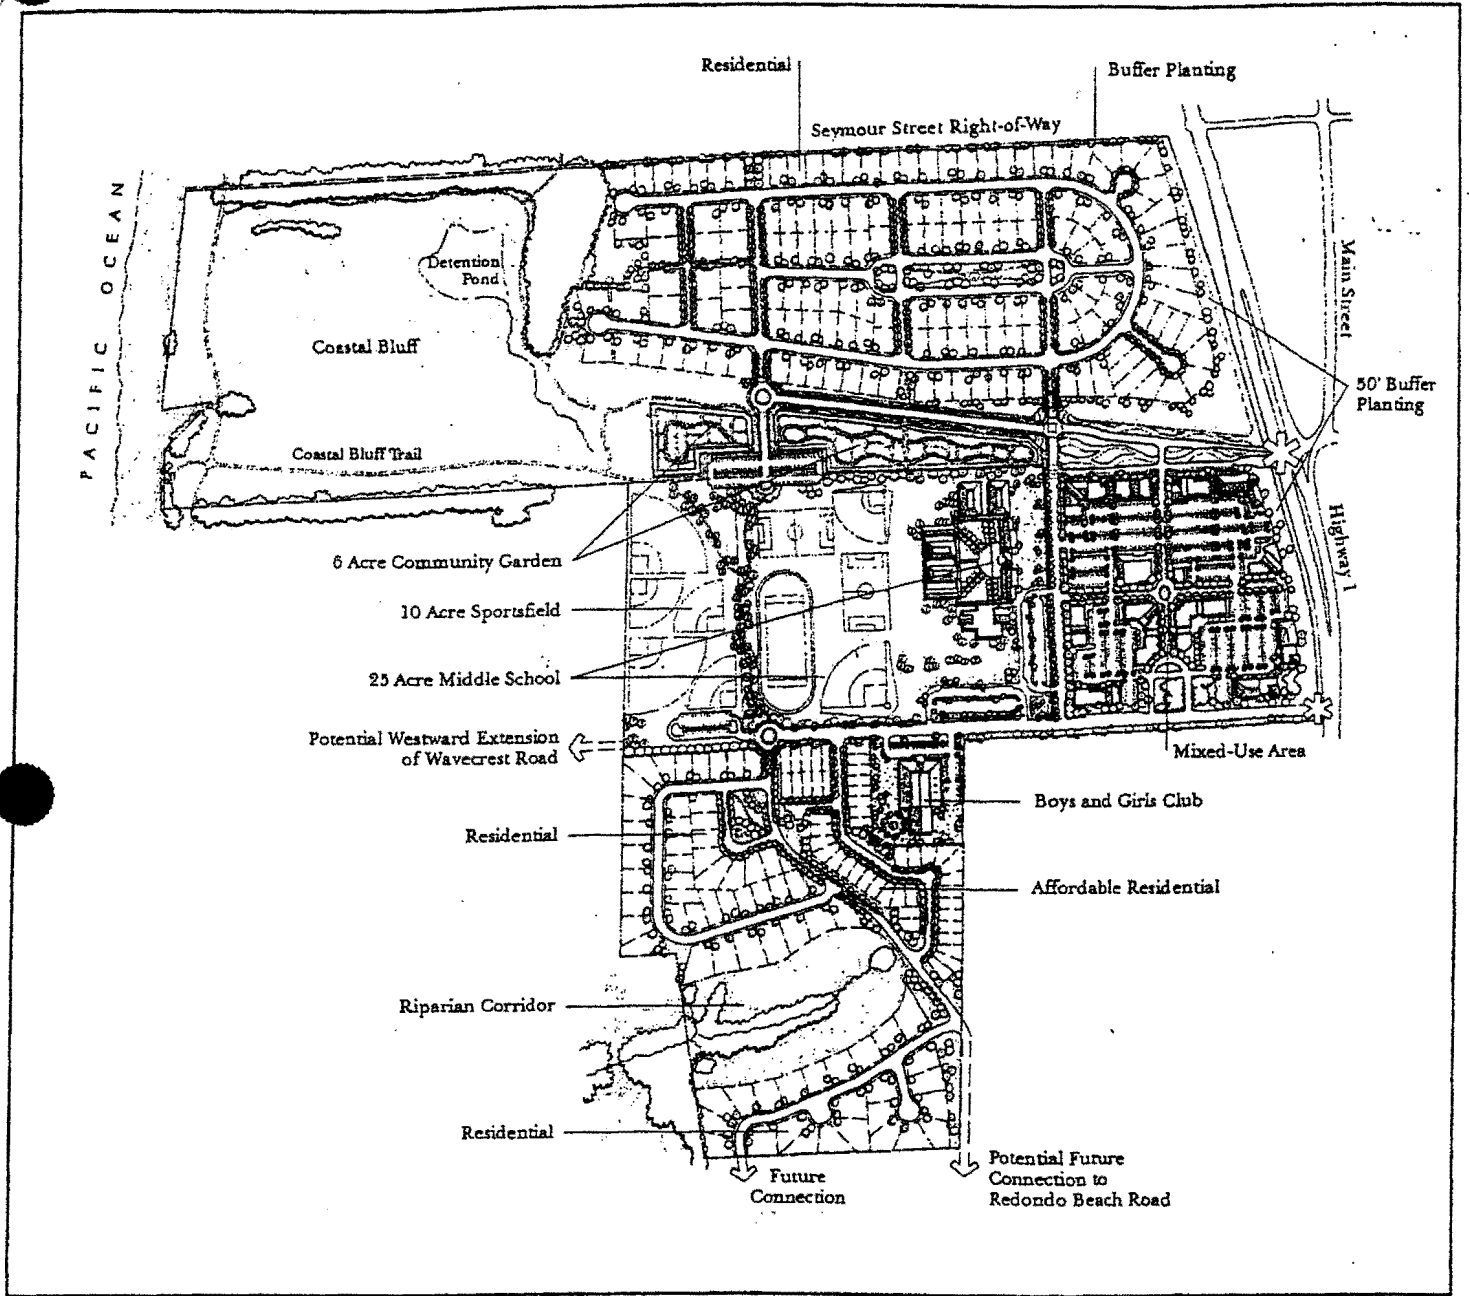 Residential
Buffer Planting
Seymour Street Right-of-Way
PACIFIC OCEAN
Detention
Pond
Main Street
Coastal Bluff
50' Buffer
Planting
Coastal Bluff Trail
Highway 1
6 Acre Community Garden
10 Acre Sportsfield
25 Acre Middle School
Potential Westward Extension
of Wavecrest Road
Mixed-Use Area
Boys and Girls Club
Residential
Affordable Residential
Riparian Corridor
Residential
Future
Connection
Potential Future
Connection to
Redondo Beach Road